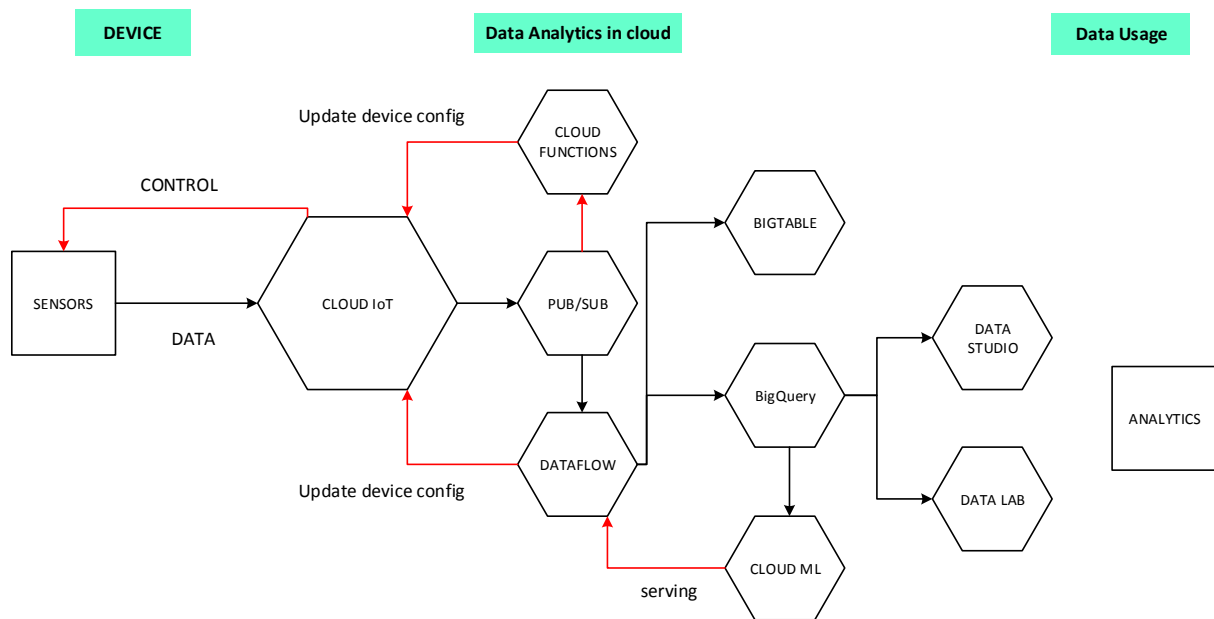 DEVICE
Data Analytics in cloud
Data Usage
Update device config
CLOUD
FUNCTIONS
CONTROL
BIGTABLE
SENSORS
CLOUD IoT
PUB/SUB
DATA
DATA
STUDIO
BigQuery
ANALYTICS
DATAFLOW
Update device config
DATA LAB
CLOUD ML
serving